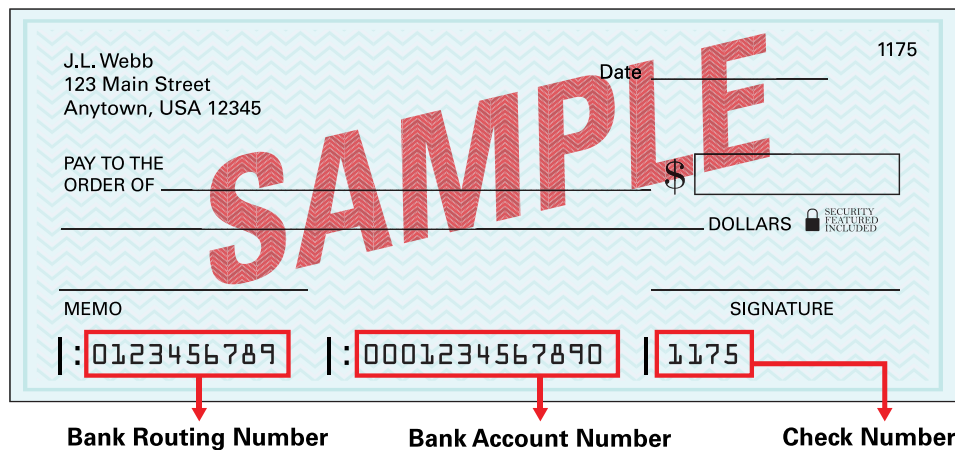 J.L. Webb
123 Main Street
Anytown, USA 12345
1175
Date
SAMPLE
PAY TO THE
ORDER OF
$
DOLLARS
SECURITY
FEATURED
INCLUDED
MEMO
SIGNATURE
|:0123456789 |:0001234567890 |1175
Bank Routing Number Bank Account Number Check Number